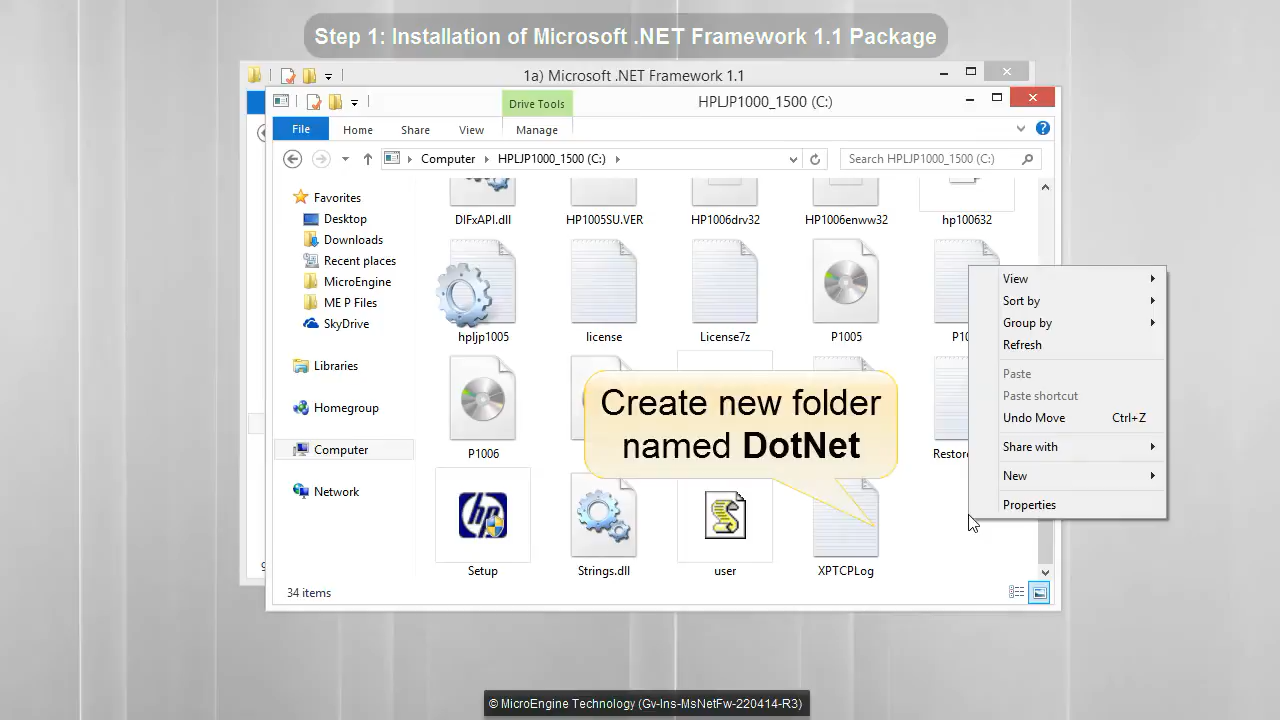 Step 1: Installation of Microsoft .NET Framework 1.1 Package
1a) Microsoft .NET Framework 1.1
Drive Tools
HPLJP1000_1500 (C:)
File
Home
Share
View
Manage
Computer
HPLJP1000_1500 (C:)
Search HPLJP1000_1500 (C:)
Favorites
Desktop
Downloads
Recent places
MicroEngine
ME P Files
SkyDrive
Libraries
Homegroup
Computer
Network
DIFxAPI.dll
HP1005SU.VER
HP1006drv32
HP1006enww32
hp100632
hpljp1005
license
License7z
P1005
P1006
Setup
Strings.dll
user
XPTCPLog
Create new folder
named DotNet
View
Sort by
Group by
Refresh
Paste
Paste shortcut
Undo Move Ctrl+Z
Share with
New
Properties
34 items
© MicroEngine Technology (Gv-Ins-MsNetFw-220414-R3)